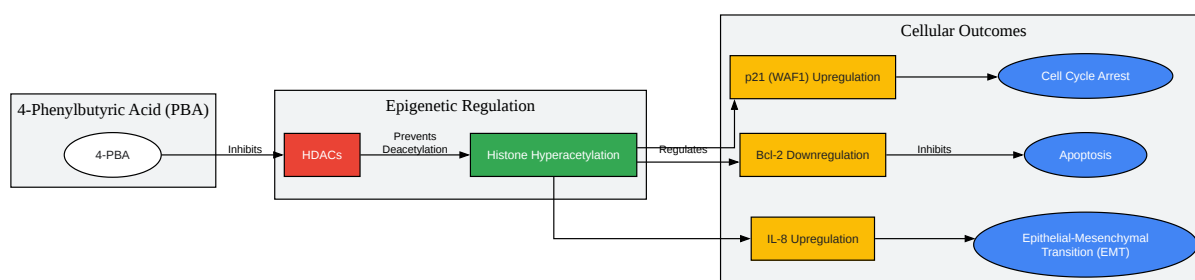 4-Phenylbutyric Acid (PBA)
4-PBA
Inhibits
Epigenetic Regulation
HDACs
Prevents
Deacetylation
Histone Hyperacetylation
Regulates
Cellular Outcomes
p21 (WAF1) Upregulation
Cell Cycle Arrest
Bcl-2 Downregulation
Inhibits
Apoptosis
IL-8 Upregulation
Epithelial-Mesenchymal
Transition (EMT)